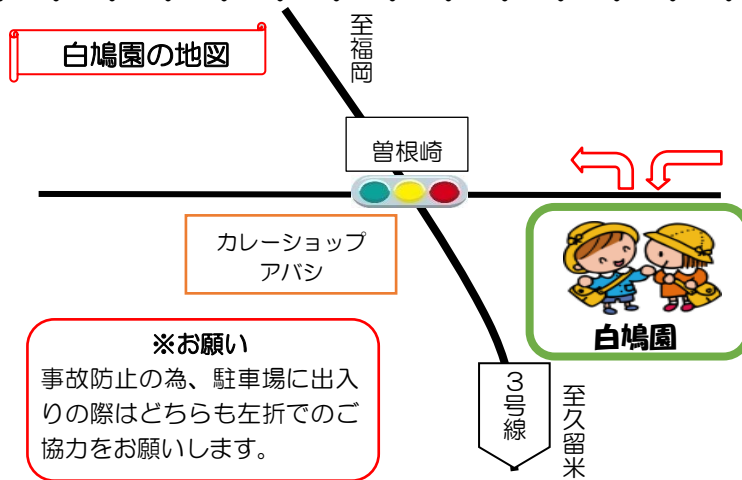 白鳩園の地図
至福岡
曽根崎
カレーショップ
アバシ
白鳩園
※お願い
事故防止の為、駐車場に出入
りの際はどちらも左折でのご
協力をお願いします。
３号線
至久留米